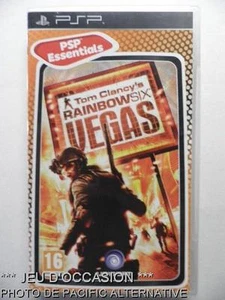 PSP
PSP
Essentials
Tom Clancy's
RAINBOWSIX
VEGAS
16
*** JEU D'OCCASION ***
PHOTO DE PACIFIC ALTERNATIVE